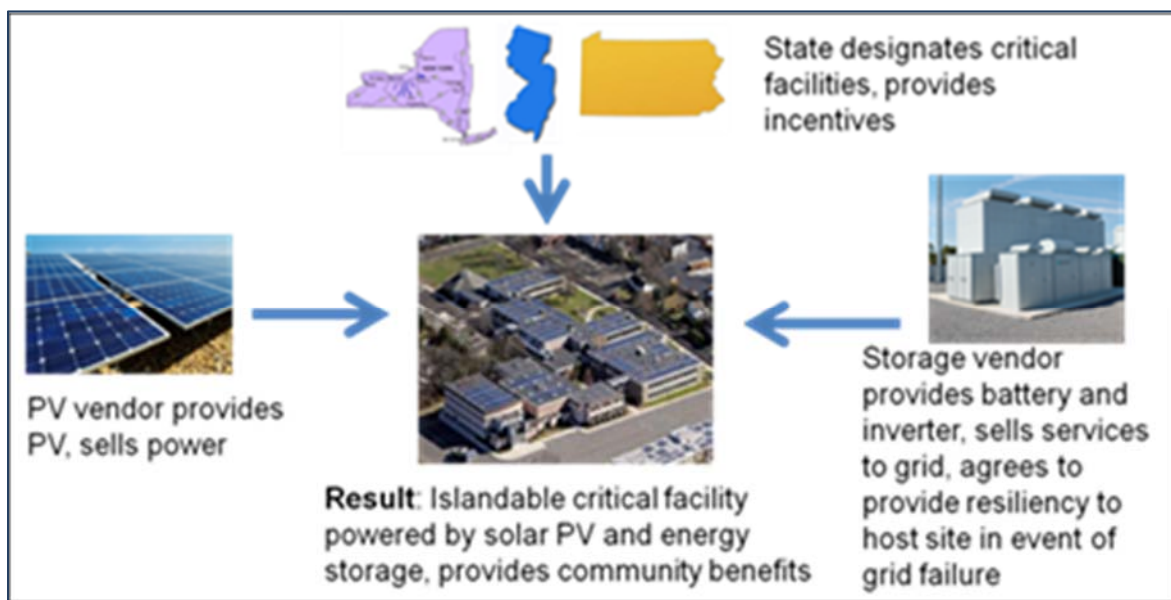 State designates critical
facilities, provides
incentives
PV vendor provides
PV, sells power
Result: Islandable critical facility
powered by solar PV and energy
storage, provides community benefits
Storage vendor
provides battery and
inverter, sells services
to grid, agrees to
provide resiliency to
host site in event of
grid failure